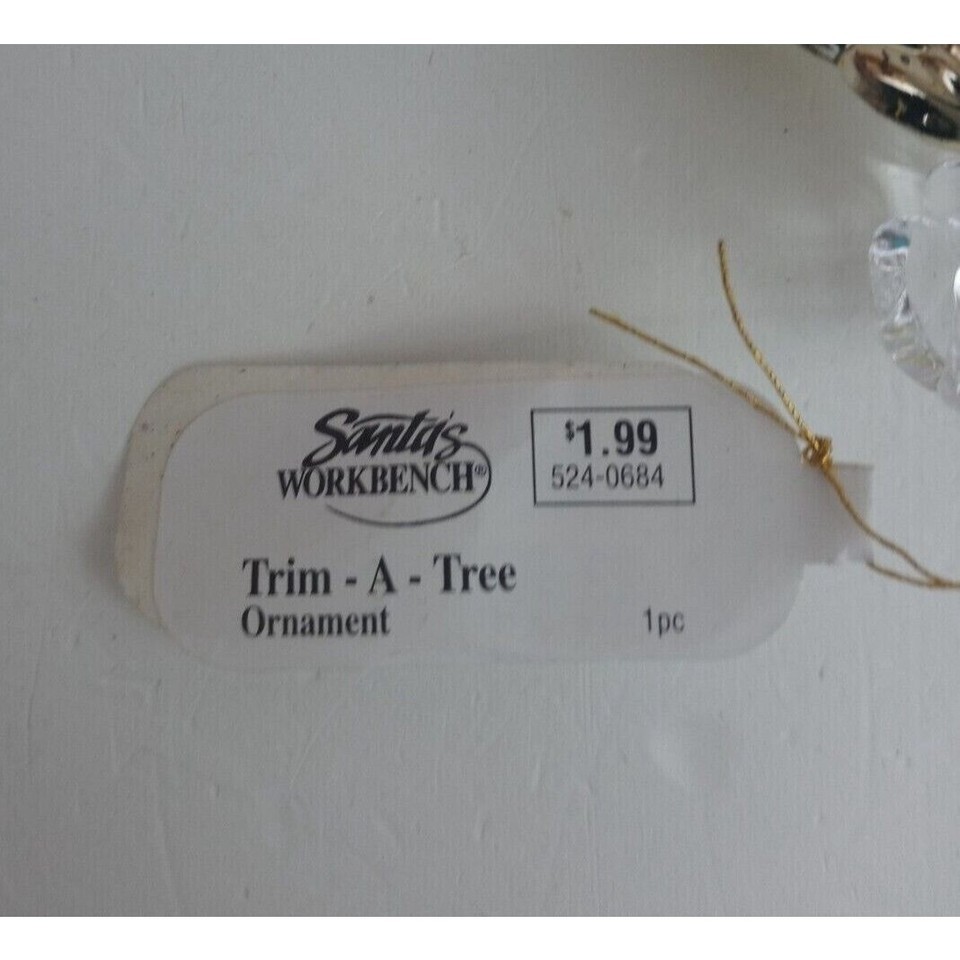 Santa's
WORKBENCH®
$1.99
524-0684
Trim - A - Tree
Ornament
1pc